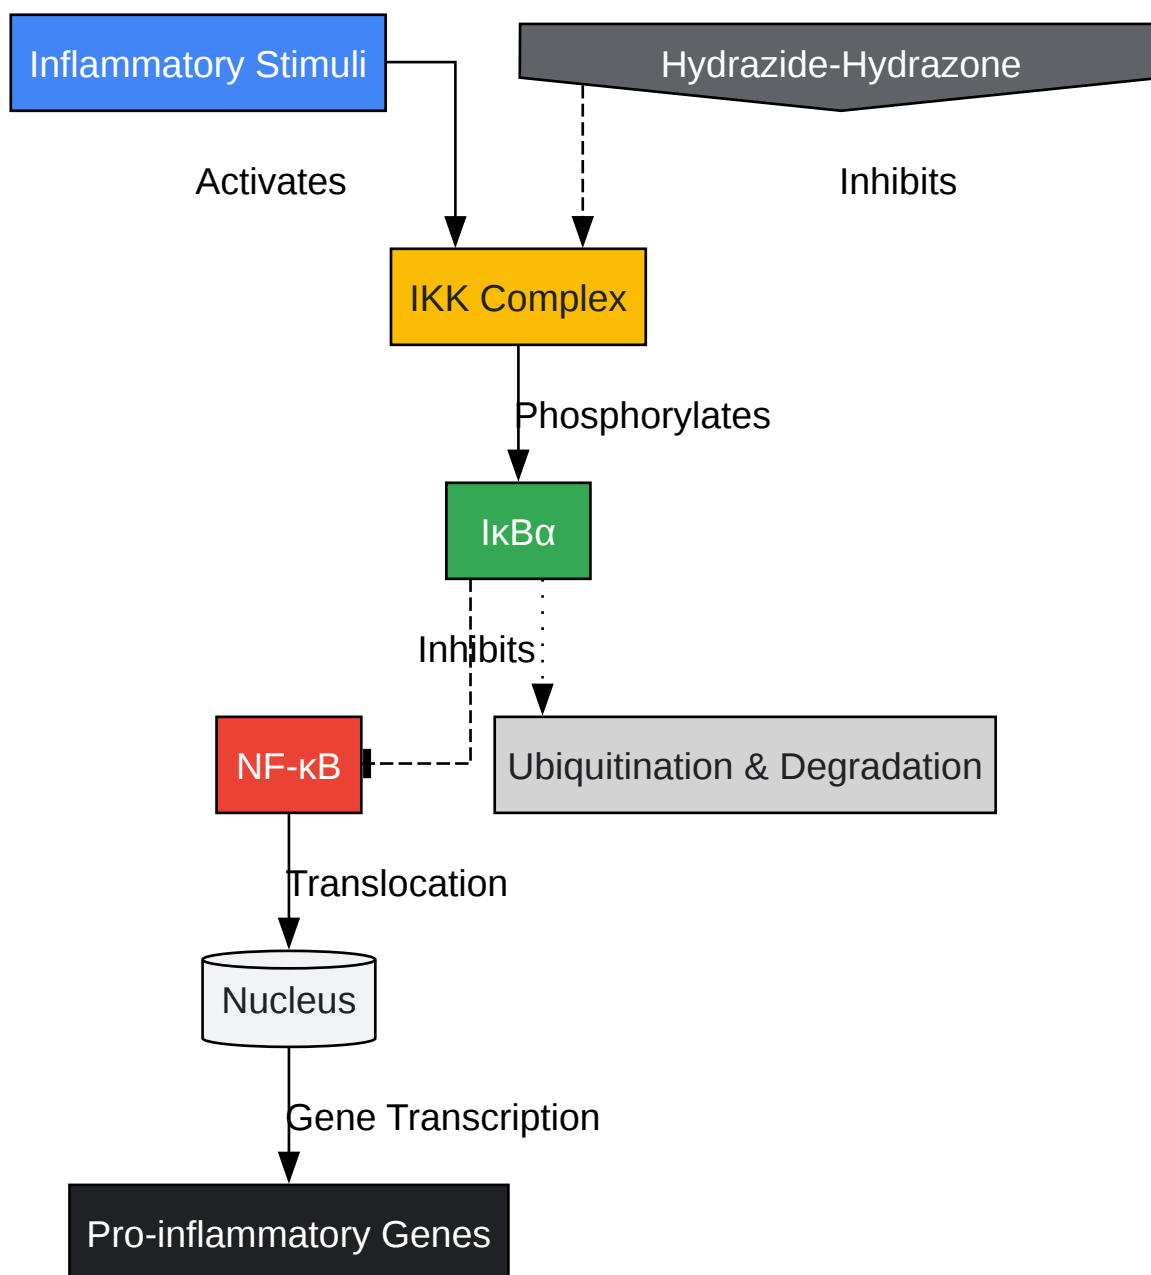 Inflammatory Stimuli
Hydrazide-Hydrazone
Activates
Inhibits
IKK Complex
Phosphorylates
IκBα
Inhibits
NF-κB
Ubiquitination & Degradation
Translocation
Nucleus
Gene Transcription
Pro-inflammatory Genes